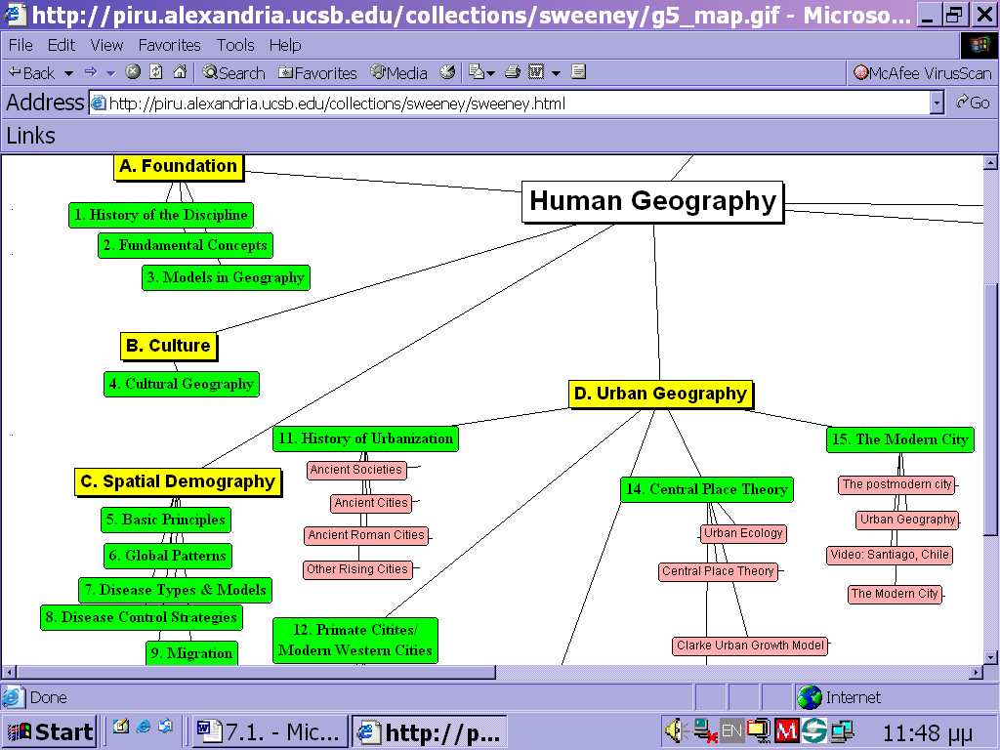 http://piru.alexandria.ucsb.edu/collections/sweeney/g5_map.gif - Microso...
File Edit View Favorites Tools Help
Back Search Favorites Media McAfee VirusScan
Address http://piru.alexandria.ucsb.edu/collections/sweeney/sweeney.html Go
Links
A. Foundation
1. History of the Discipline
2. Fundamental Concepts
3. Models in Geography
Human Geography
B. Culture
4. Cultural Geography
C. Spatial Demography
5. Basic Principles
6. Global Patterns
7. Disease Types & Models
8. Disease Control Strategies
9. Migration
D. Urban Geography
11. History of Urbanization
Ancient Societies
Ancient Cities
Ancient Roman Cities
Other Rising Cities
12. Primate Citites/
Modern Western Cities
14. Central Place Theory
Urban Ecology
Central Place Theory
Clarke Urban Growth Model
15. The Modern City
The postmodern city
Urban Geography
Video: Santiago, Chile
The Modern City
Done Internet
Start 7.1. - Mic... http://p... EN 11:48 μμ